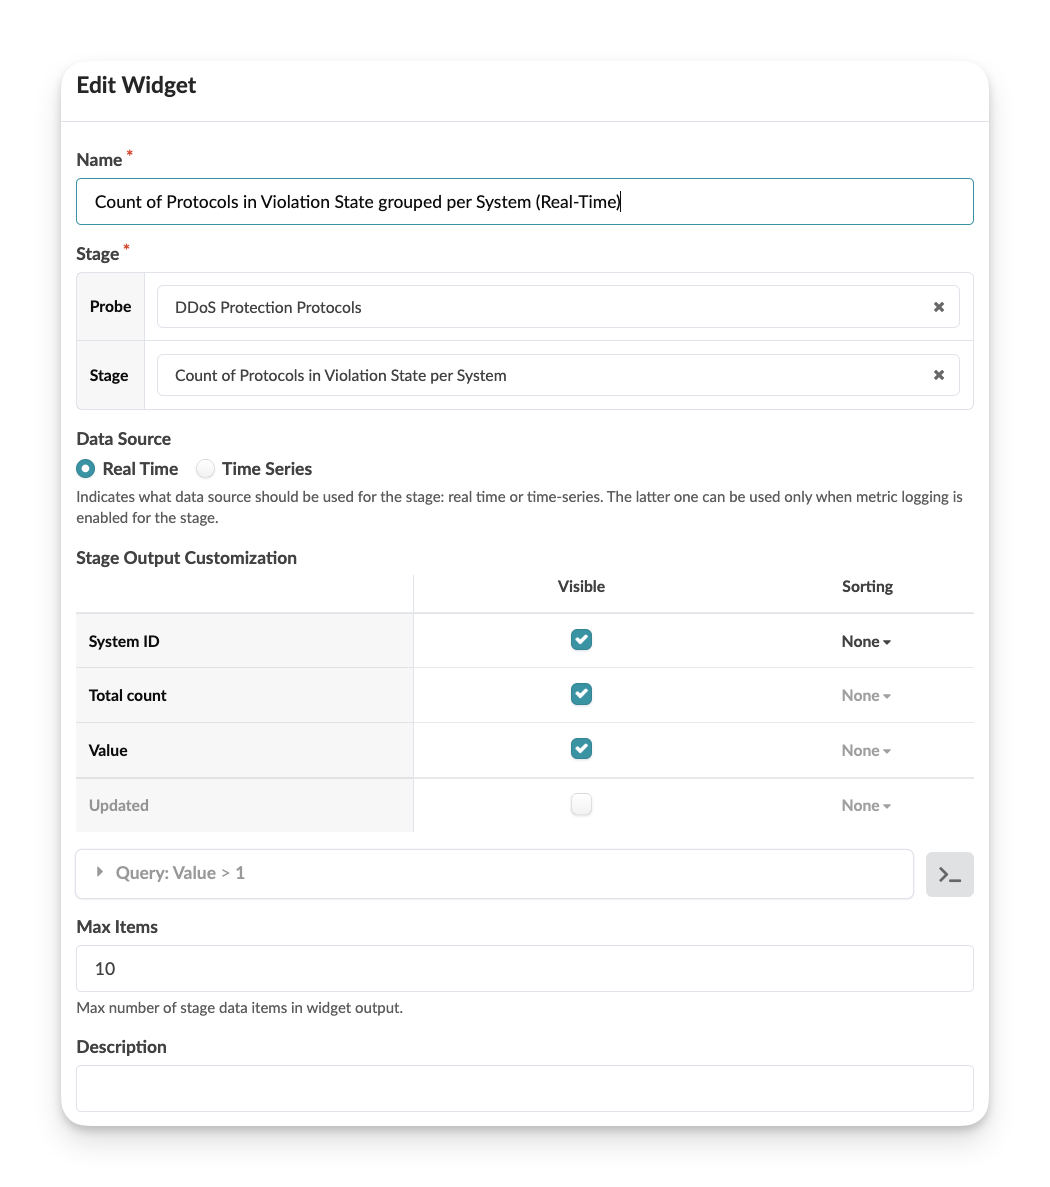 Edit Widget
Name *
Count of Protocols in Violation State grouped per System (Real-Time)
Stage *
Probe DDoS Protection Protocols ✖
Stage Count of Protocols in Violation State per System ✖
Data Source
Real Time Time Series
Indicates what data source should be used for the stage: real time or time-series. The latter one can be used only when metric logging is
enabled for the stage.
Stage Output Customization
Visible Sorting
System ID None
Total count None
Value None
Updated None
Query: Value > 1 >_
Max Items
10
Max number of stage data items in widget output.
Description